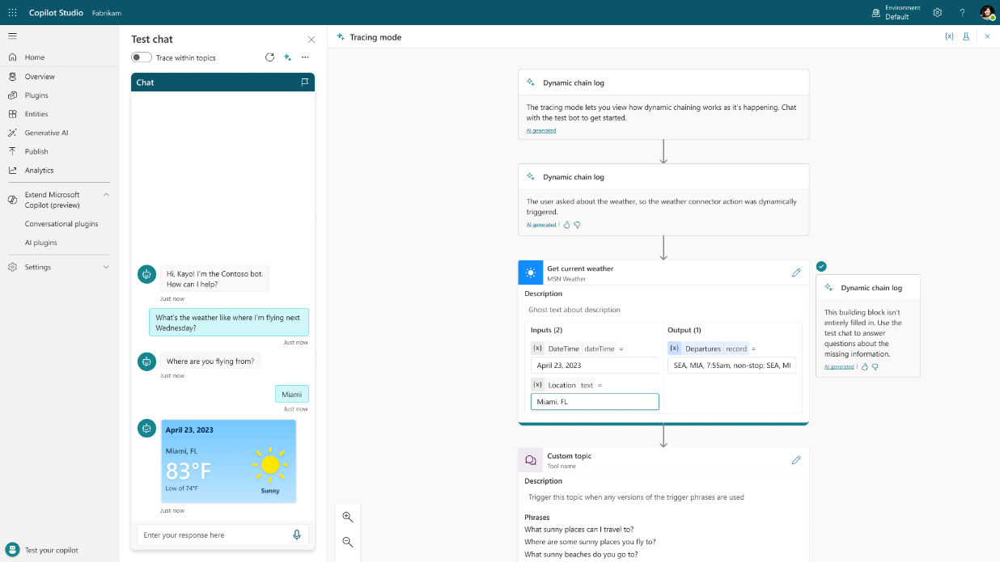 Copilot Studio Fabrikam
Environment
Default
?
Home
Overview
Plugins
Entities
Generative AI
Publish
Analytics
Extend Microsoft
Copilot (preview)
Conversational plugins
AI plugins
Settings
Test your copilot
Test chat
Trace within topics
Chat
Hi, Kayo! I'm the Contoso bot.
How can I help?
Just now
What's the weather like where I'm flying next
Wednesday?
Just now
Where are you flying from?
Just now
Miami
Just now
April 23, 2023
Miami, FL
83°F
Low of 74°F
Sunny
Just now
Enter your response here
Tracing mode
{x}
Dynamic chain log
The tracing mode lets you view how dynamic chaining works as it's happening. Chat
with the test bot to get started.
AI generated
Dynamic chain log
The user asked about the weather, so the weather connector action was dynamically
triggered.
AI generated |
Get current weather
MSN Weather
Description
Ghost text about description
Inputs (2)
{x} DateTime dateTime =
April 23, 2023
{x} Location text =
Miami, FL
Output (1)
{x} Departures record =
SEA, MIA, 7:55am, non-stop; SEA, MI
Dynamic chain log
This building block isn't
entirely filled in. Use the
test chat to answer
questions about the
missing information.
AI generated |
Custom topic
Tool name
Description
Trigger this topic when any versions of the trigger phrases are used
Phrases
What sunny places can I travel to?
Where are some sunny places you fly to?
What sunny beaches do you go to?